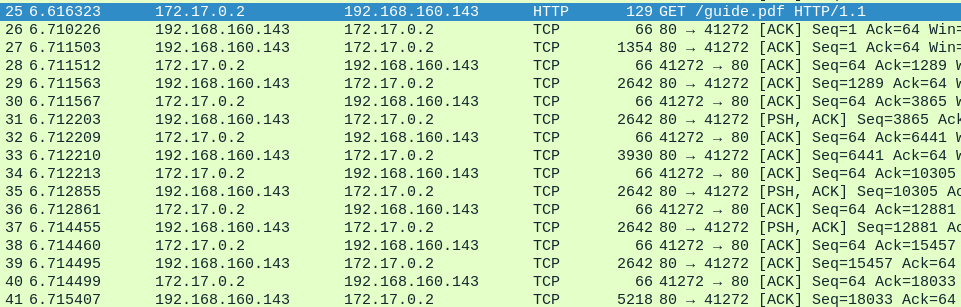 25 6.616323 172.17.0.2 192.168.160.143 HTTP 129 GET /guide.pdf HTTP/1.1
26 6.710226 192.168.160.143 172.17.0.2 TCP 66 80 → 41272 [ACK] Seq=1 Ack=64 Win=
27 6.711503 192.168.160.143 172.17.0.2 TCP 1354 80 → 41272 [ACK] Seq=1 Ack=64 Win=
28 6.711512 172.17.0.2 192.168.160.143 TCP 66 41272 → 80 [ACK] Seq=64 Ack=1289 W
29 6.711563 192.168.160.143 172.17.0.2 TCP 2642 80 → 41272 [ACK] Seq=1289 Ack=64 W
30 6.711567 172.17.0.2 192.168.160.143 TCP 66 41272 → 80 [ACK] Seq=64 Ack=3865 W
31 6.712203 192.168.160.143 172.17.0.2 TCP 2642 80 → 41272 [PSH, ACK] Seq=3865 Ack
32 6.712209 172.17.0.2 192.168.160.143 TCP 66 41272 → 80 [ACK] Seq=64 Ack=6441 W
33 6.712210 192.168.160.143 172.17.0.2 TCP 3930 80 → 41272 [ACK] Seq=6441 Ack=64 W
34 6.712213 172.17.0.2 192.168.160.143 TCP 66 41272 → 80 [ACK] Seq=64 Ack=10305
35 6.712855 192.168.160.143 172.17.0.2 TCP 2642 80 → 41272 [PSH, ACK] Seq=10305 Ac
36 6.712861 172.17.0.2 192.168.160.143 TCP 66 41272 → 80 [ACK] Seq=64 Ack=12881
37 6.714455 192.168.160.143 172.17.0.2 TCP 2642 80 → 41272 [PSH, ACK] Seq=12881 Ac
38 6.714460 172.17.0.2 192.168.160.143 TCP 66 41272 → 80 [ACK] Seq=64 Ack=15457
39 6.714495 192.168.160.143 172.17.0.2 TCP 2642 80 → 41272 [ACK] Seq=15457 Ack=64
40 6.714499 172.17.0.2 192.168.160.143 TCP 66 41272 → 80 [ACK] Seq=64 Ack=18033
41 6.715407 192.168.160.143 172.17.0.2 TCP 5218 80 → 41272 [ACK] Seq=18033 Ack=64